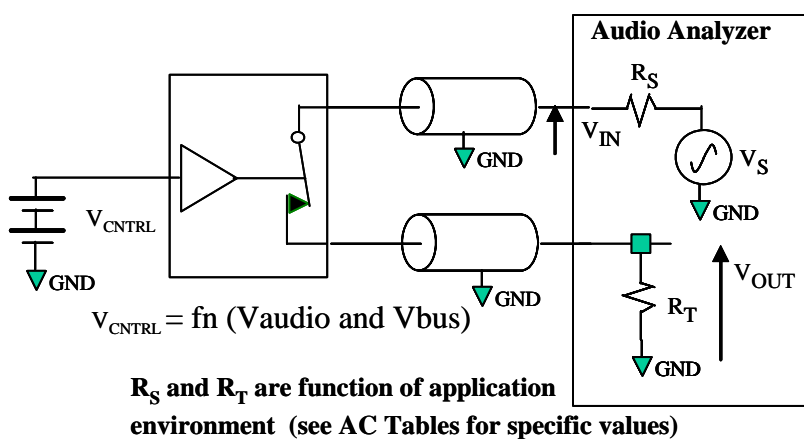 Audio Analyzer
R_S
V_IN
V_S
GND
GND
V_CNTRL
GND
GND
V_OUT
R_T
V_CNTRL = fn (Vaudio and Vbus)
GND
R_S and R_T are function of application
environment (see AC Tables for specific values)